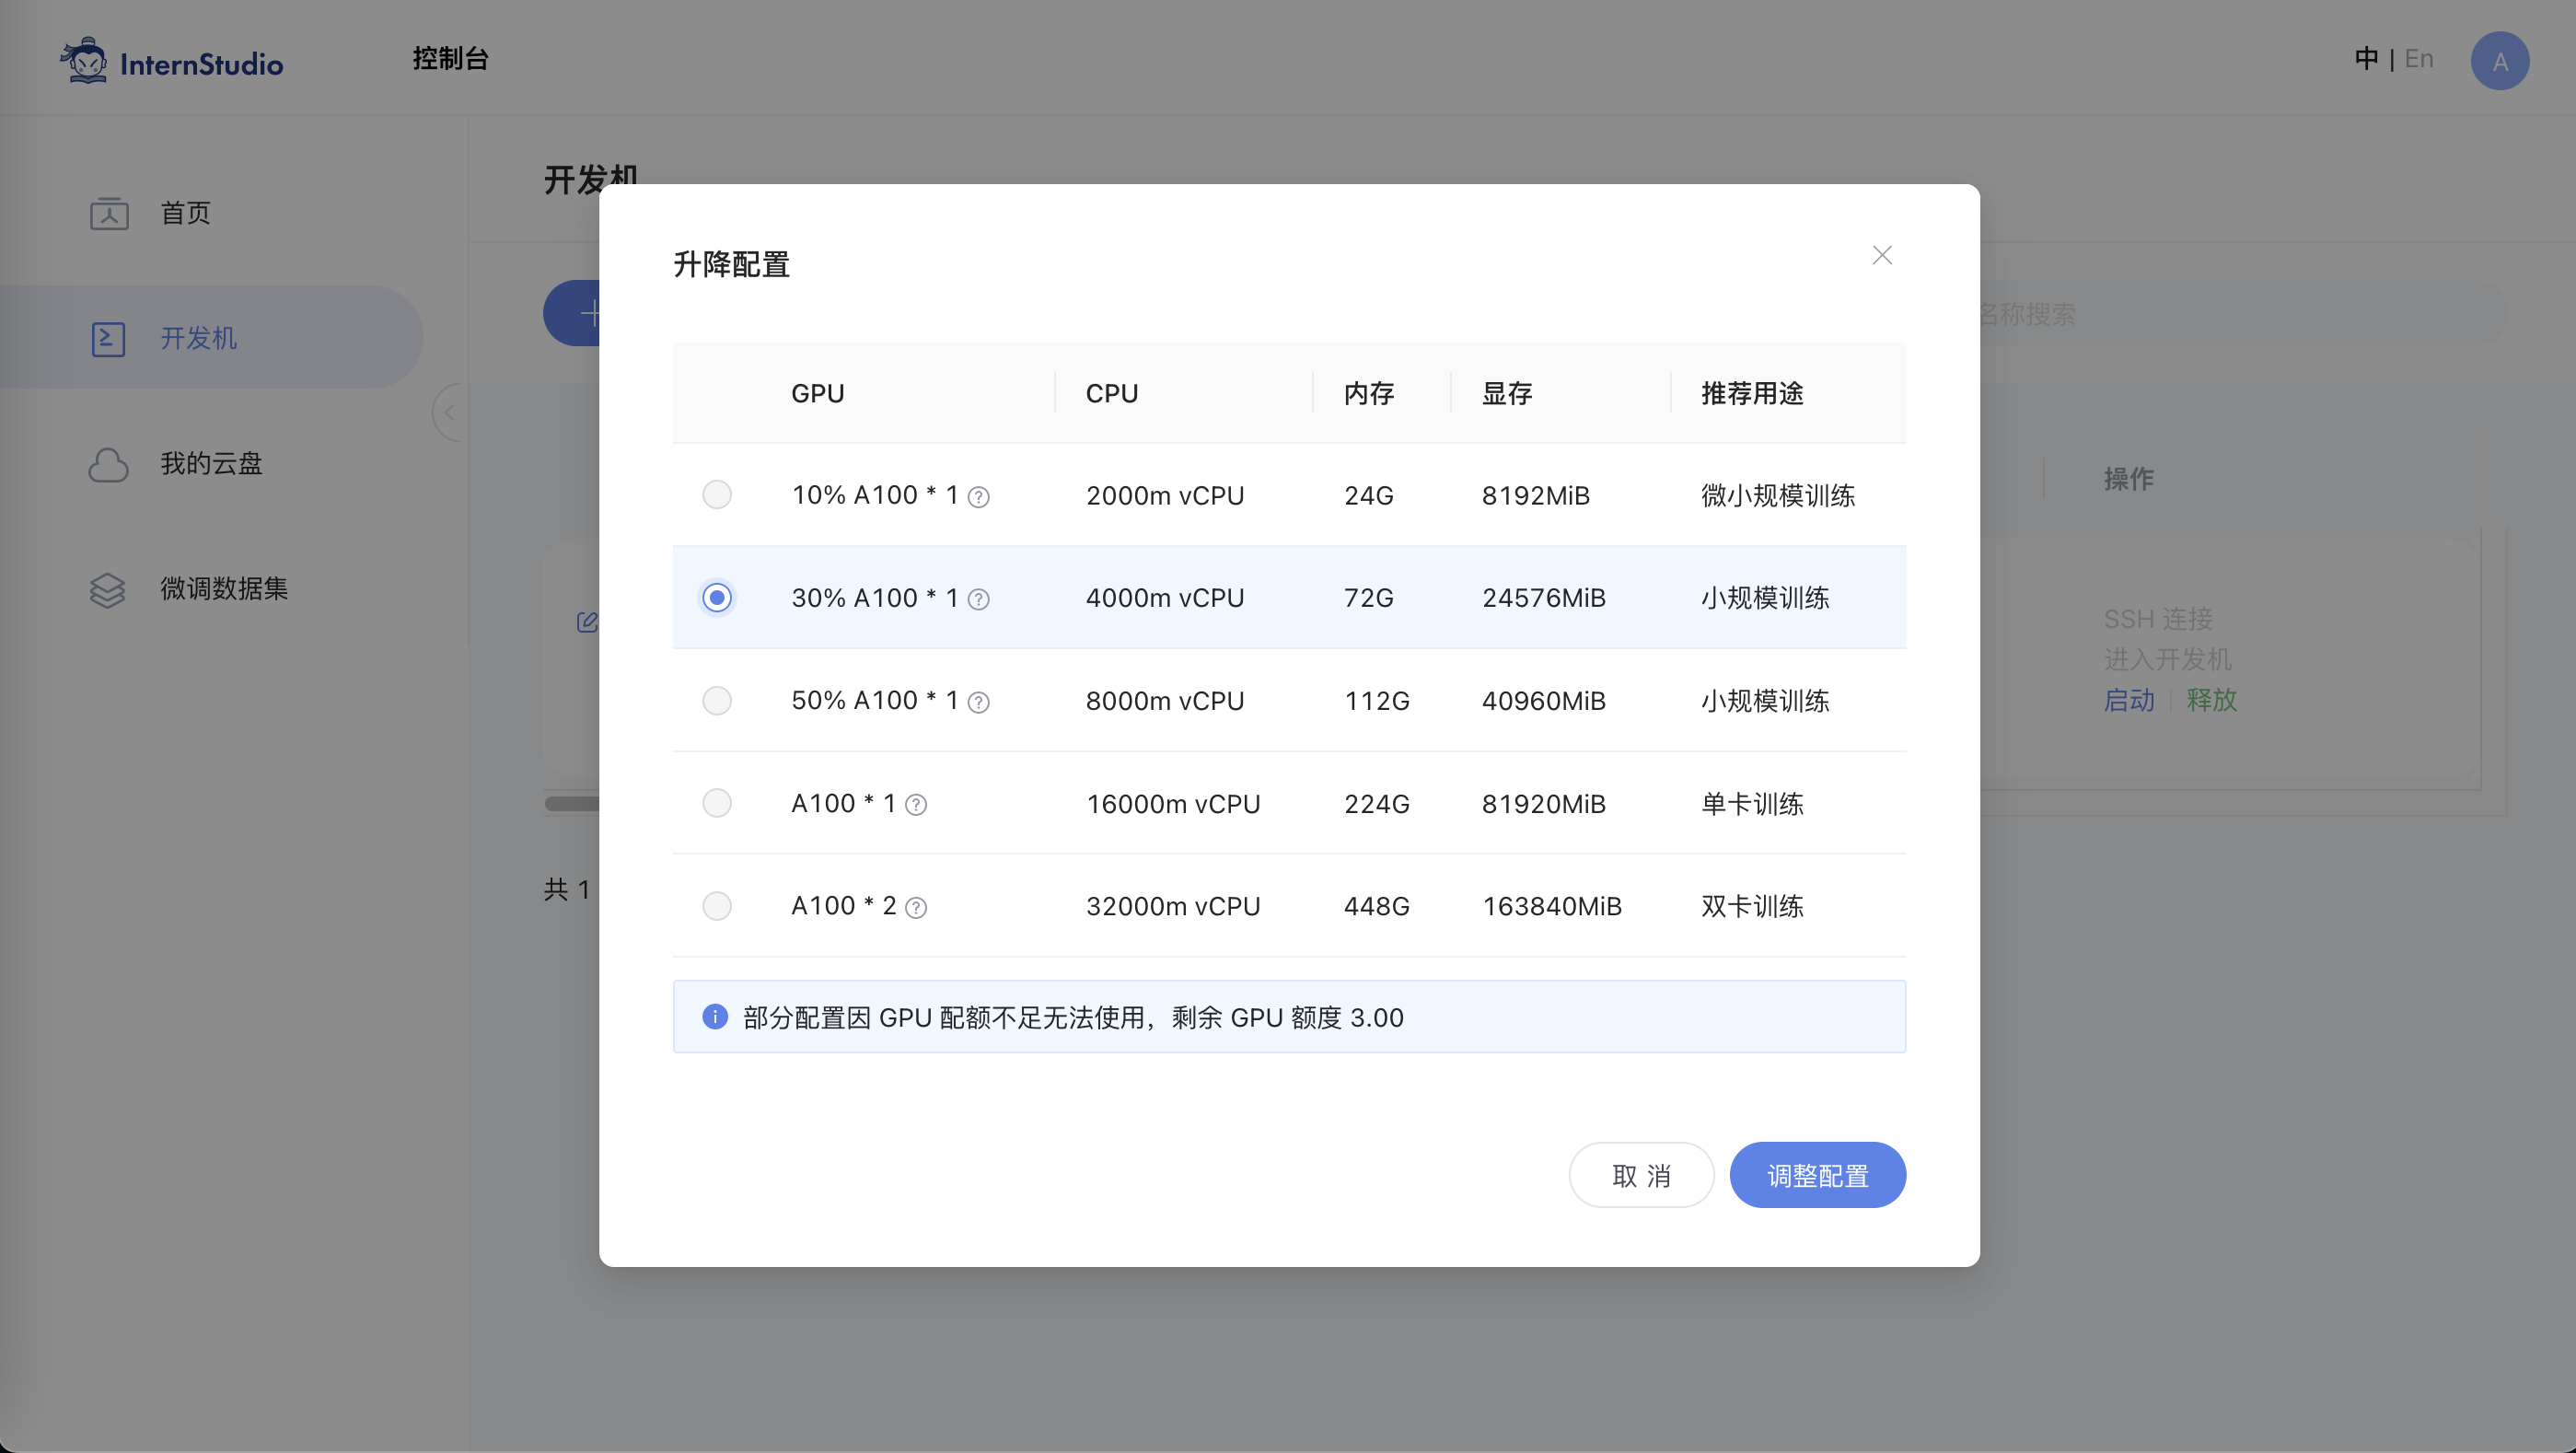 InternStudio
控制台
中 | En
A
首页
开发机
我的云盘
微调数据集
开发机
名称搜索
操作
SSH 连接
进入开发机
启动 释放
共 1
升降配置
GPU CPU 内存 显存 推荐用途
10% A100 * 1 2000m vCPU 24G 8192MiB 微小规模训练
30% A100 * 1 4000m vCPU 72G 24576MiB 小规模训练
50% A100 * 1 8000m vCPU 112G 40960MiB 小规模训练
A100 * 1 16000m vCPU 224G 81920MiB 单卡训练
A100 * 2 32000m vCPU 448G 163840MiB 双卡训练
部分配置因 GPU 配额不足无法使用，剩余 GPU 额度 3.00
取 消 调整配置